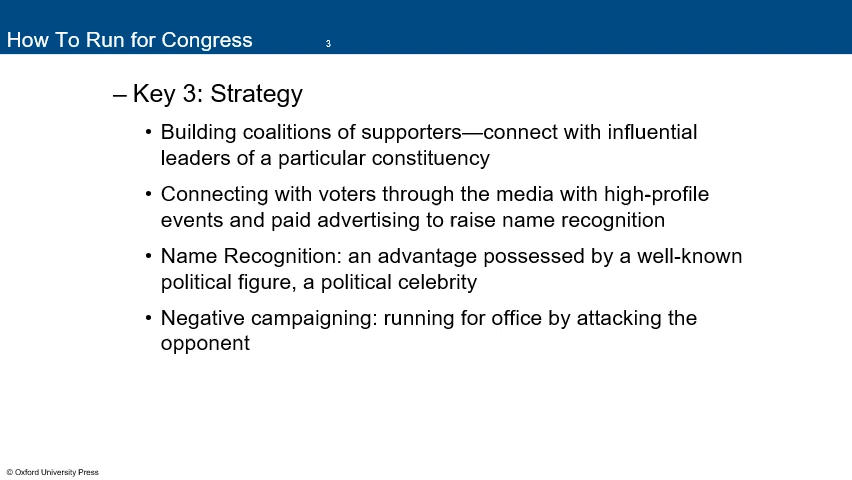 How To Run for Congress 3
– Key 3: Strategy
• Building coalitions of supporters—connect with influential
leaders of a particular constituency
• Connecting with voters through the media with high-profile
events and paid advertising to raise name recognition
• Name Recognition: an advantage possessed by a well-known
political figure, a political celebrity
• Negative campaigning: running for office by attacking the
opponent
© Oxford University Press